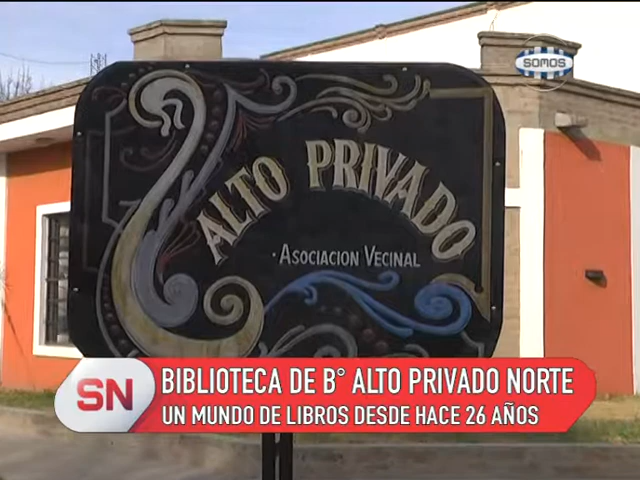 SOMOS
ALTO PRIVADO
·ASOCIACION VECINAL
SN
BIBLIOTECA DE B° ALTO PRIVADO NORTE
UN MUNDO DE LIBROS DESDE HACE 26 AÑOS